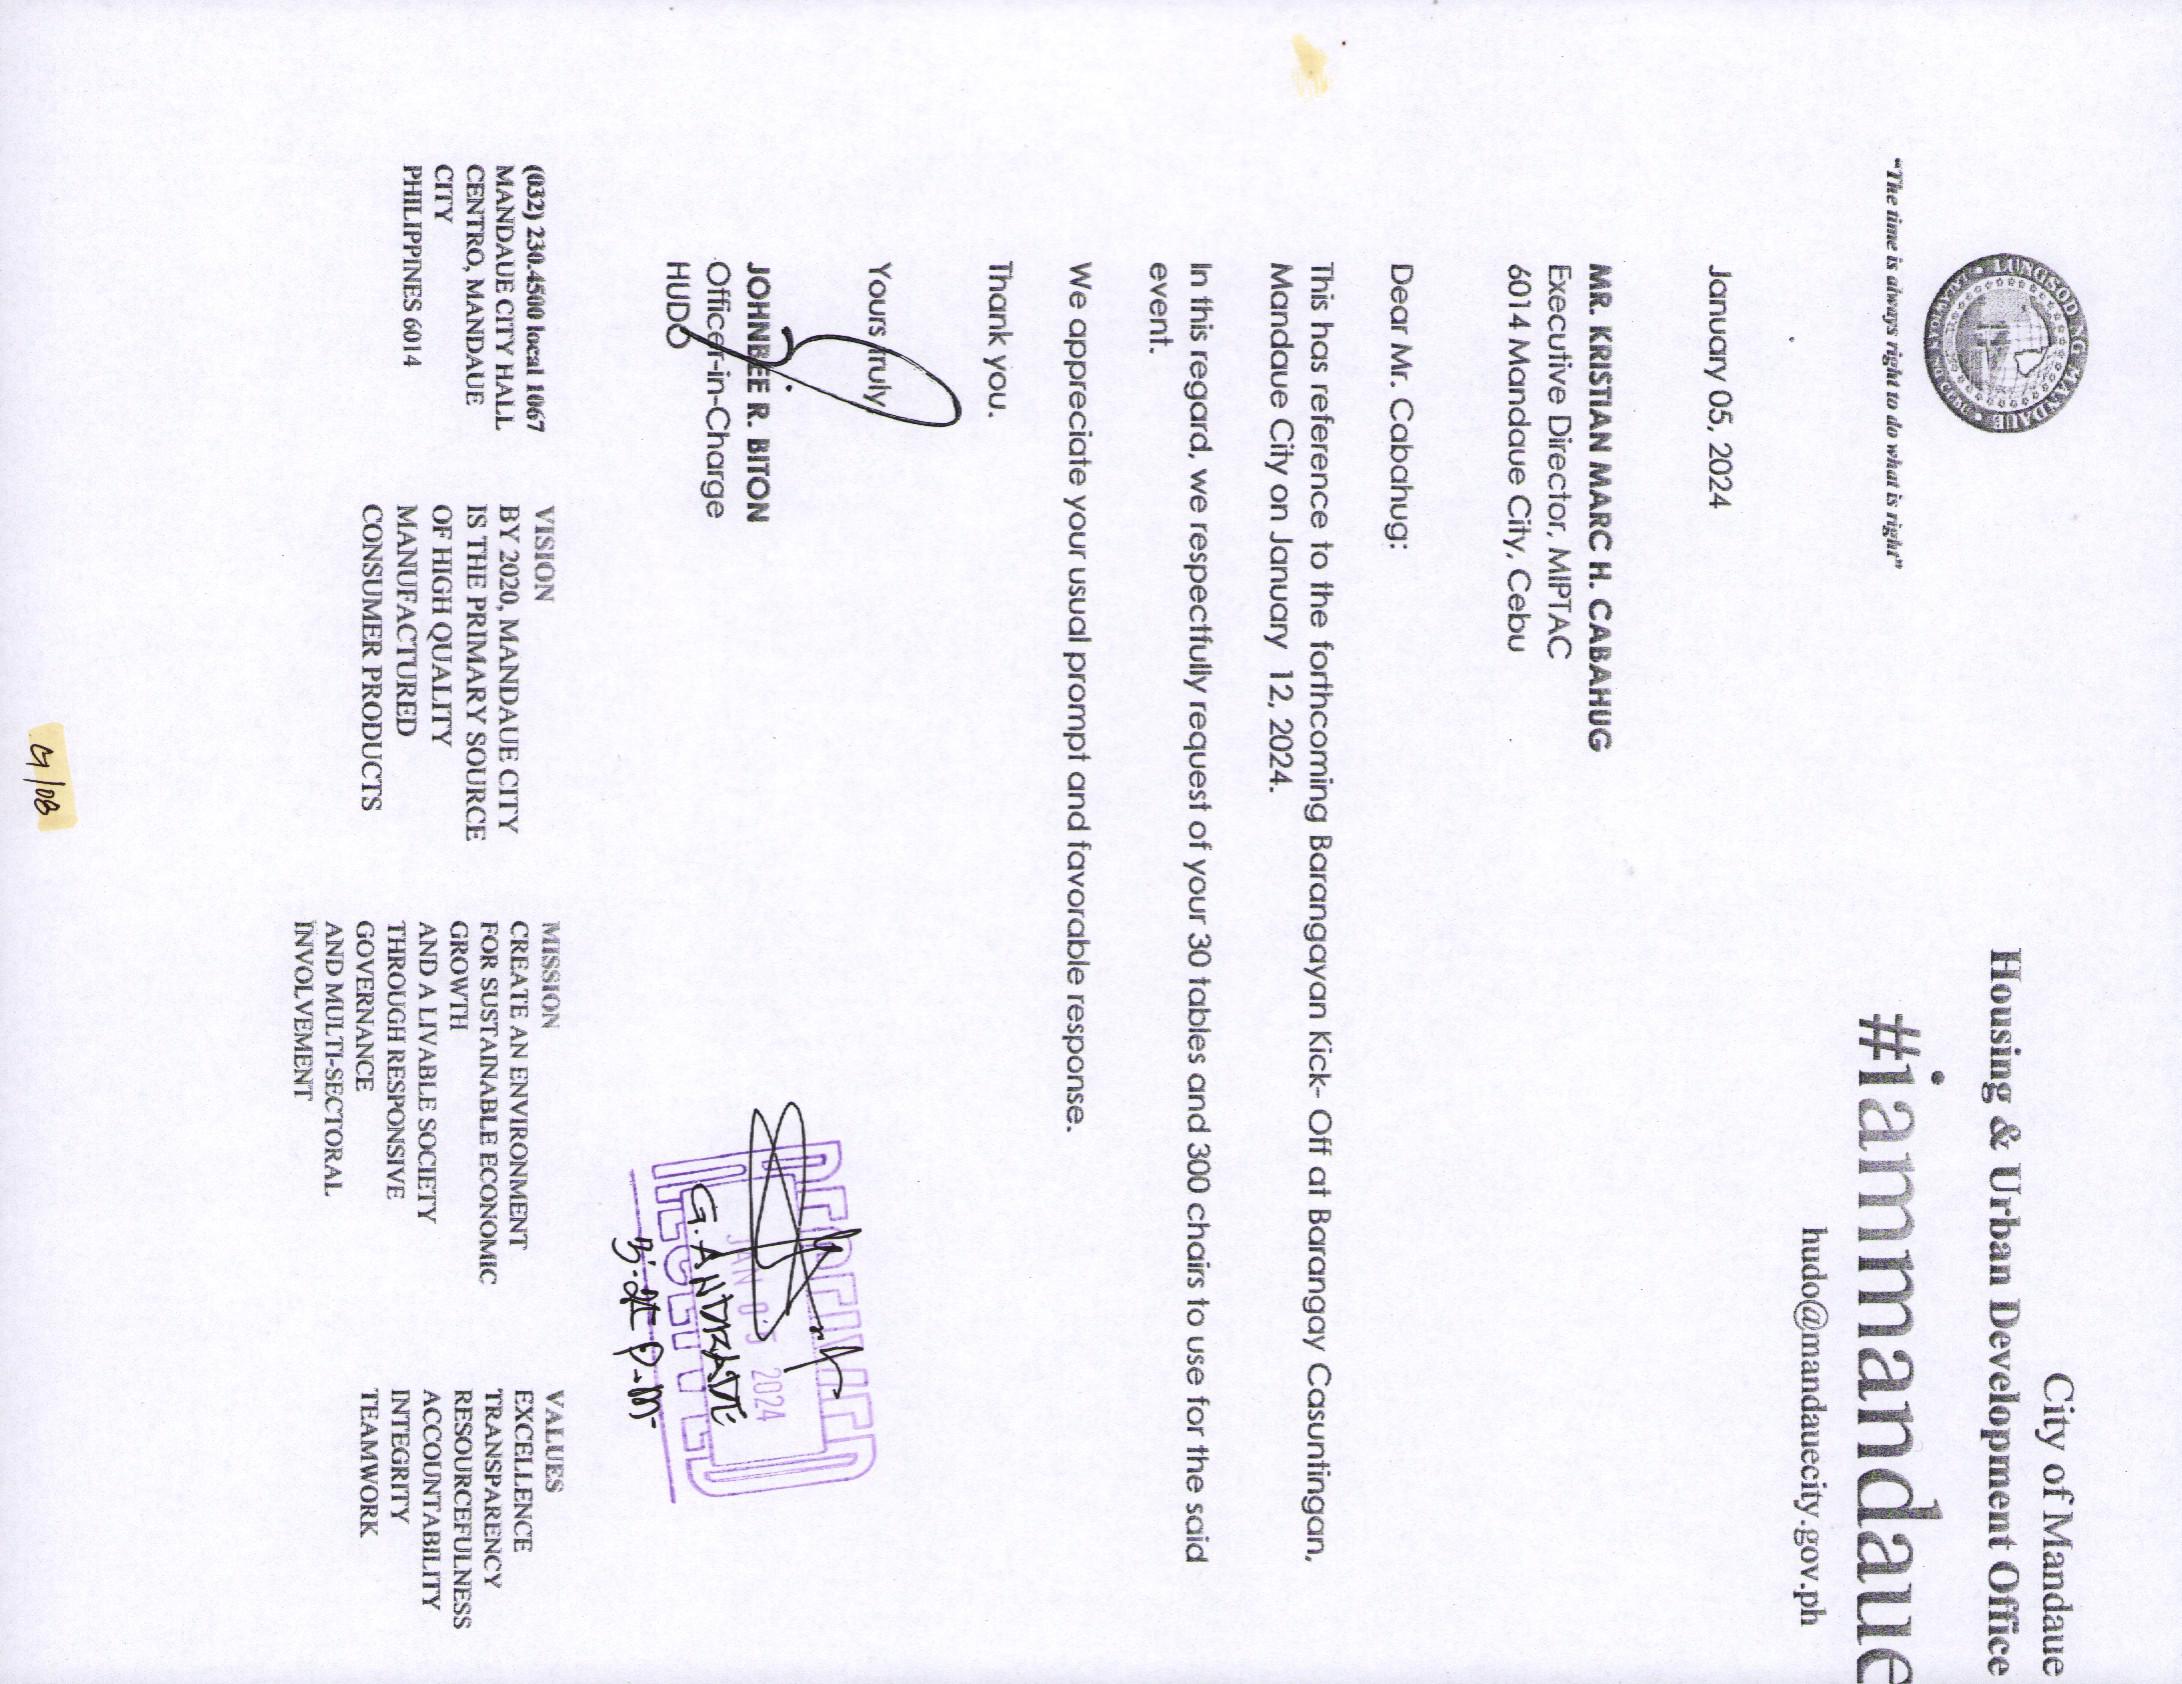 City of Mandaue
Housing & Urban Development Office
#iammandaue
hudo@mandauecity.gov.ph
LUNGSOD NG MANDAUE
"The time is always right to do what is right"
January 05, 2024
MR. KRISTIAN MARC H. CABAHUG
Executive Director, MIPTAC
6014 Mandaue City, Cebu
Dear Mr. Cabahug:
This has reference to the forthcoming Barangayan Kick- Off at Barangay Casuntingan,
Mandaue City on January 12, 2024.
In this regard, we respectfully request of your 30 tables and 300 chairs to use for the said
event.
We appreciate your usual prompt and favorable response.
Thank you.
Yours truly,
JOHNBEE R. BITON
Officer-in-Charge
HUDO
RECEIVED
JAN 05 2024
G. ANDRADE
RECEIVED
(032) 230.4500 local 1067
MANDAUE CITY HALL
CENTRO, MANDAUE
CITY
PHILIPPINES 6014
VISION
BY 2020, MANDAUE CITY
IS THE PRIMARY SOURCE
OF HIGH QUALITY
MANUFACTURED
CONSUMER PRODUCTS
MISSION
CREATE AN ENVIRONMENT
FOR SUSTAINABLE ECONOMIC
GROWTH
AND A LIVABLE SOCIETY
THROUGH RESPONSIVE
GOVERNANCE
AND MULTI-SECTORAL
INVOLVEMENT
VALUES
EXCELLENCE
TRANSPARENCY
RESOURCEFULNESS
ACCOUNTABILITY
INTEGRITY
TEAMWORK